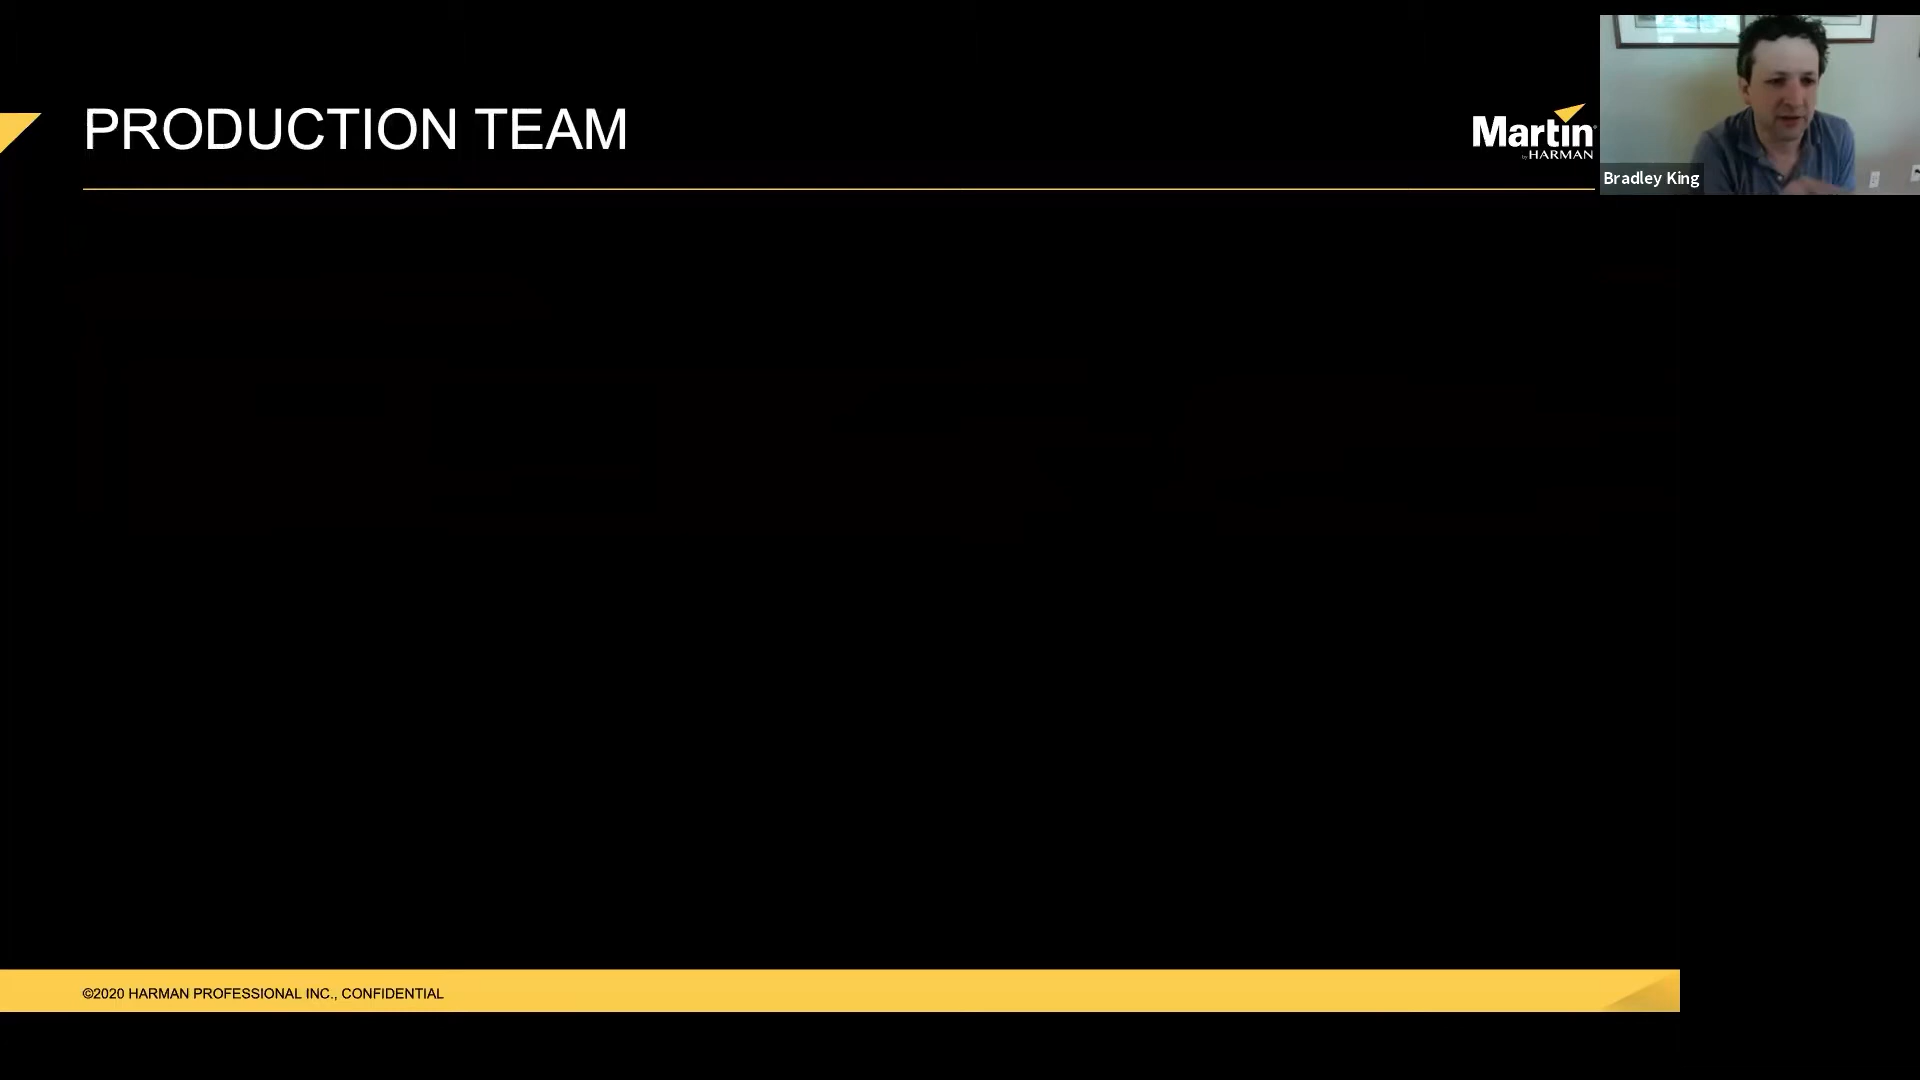 PRODUCTION TEAM
Martin
by HARMAN
Bradley King
©2020 HARMAN PROFESSIONAL INC., CONFIDENTIAL